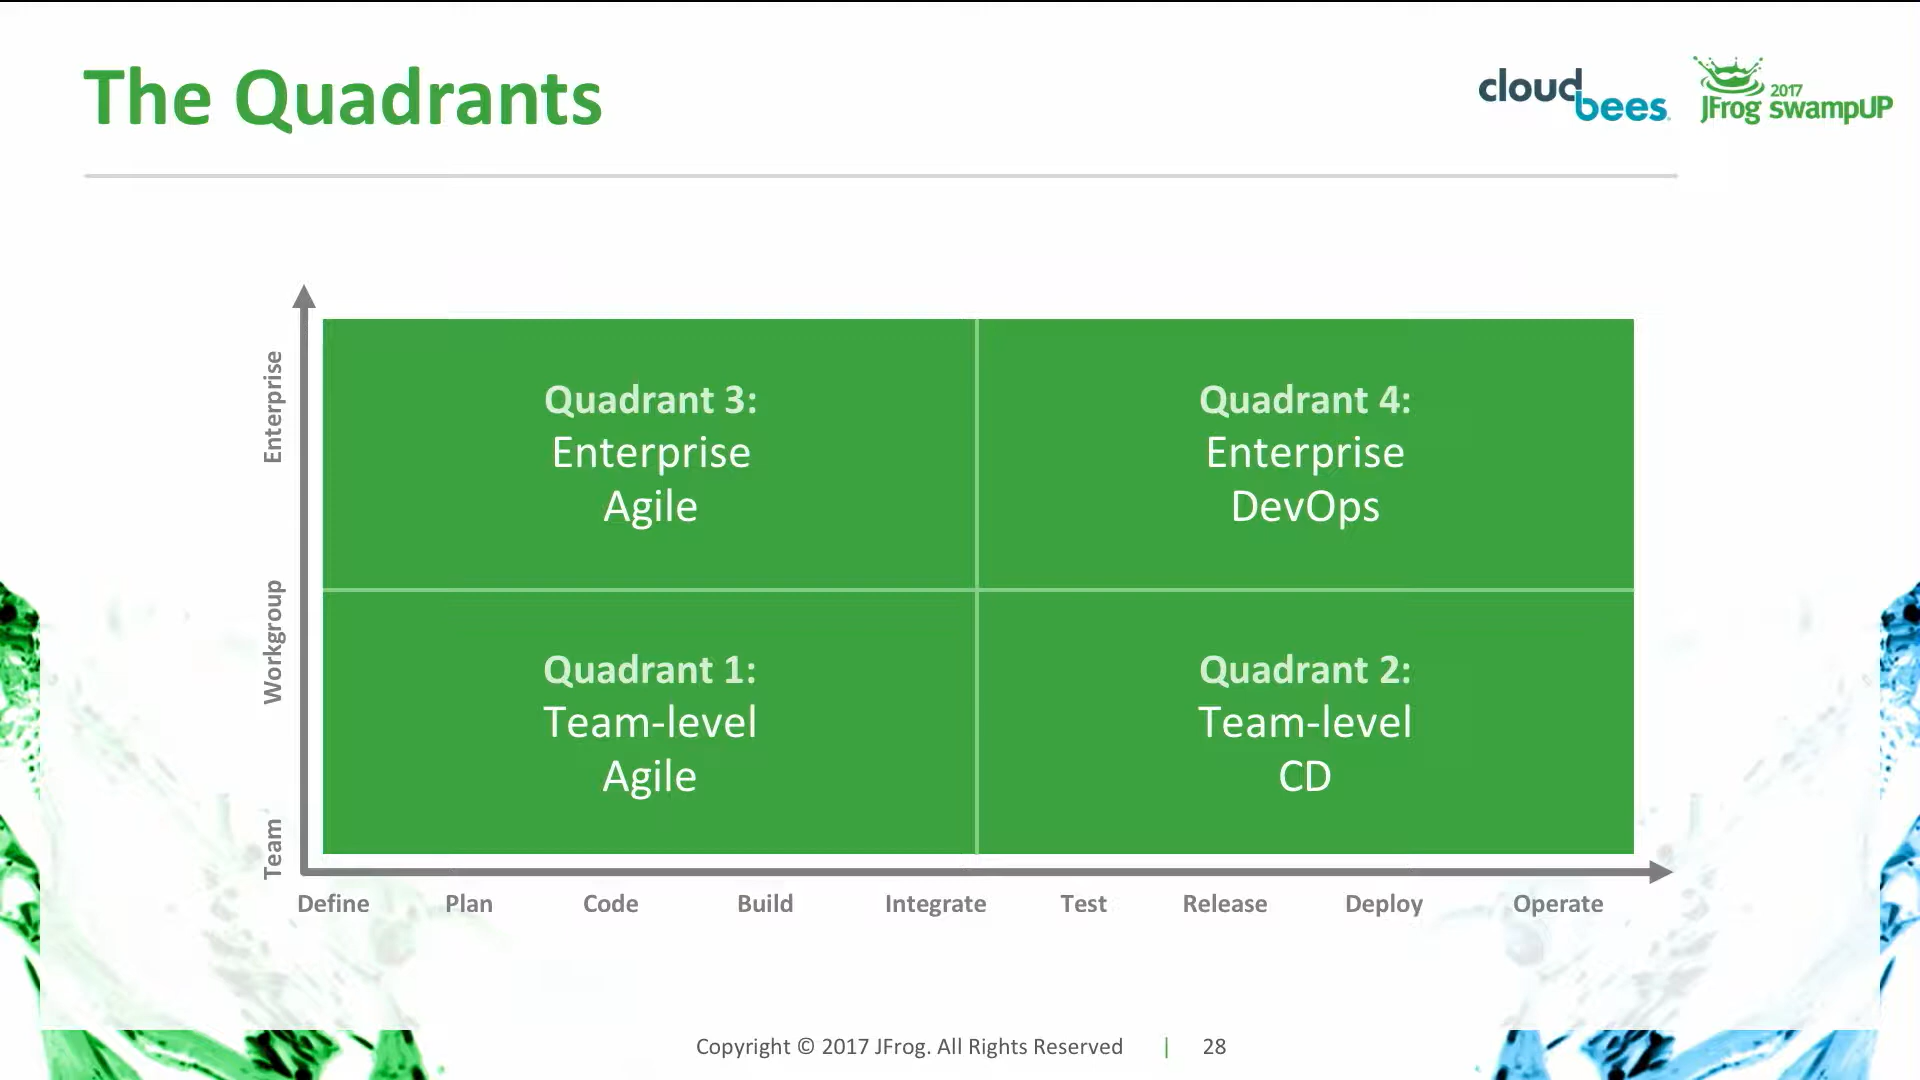 The Quadrants
cloudbees
2017
JFrog swampUP
Enterprise
Workgroup
Team
Quadrant 3:
Enterprise
Agile
Quadrant 4:
Enterprise
DevOps
Quadrant 1:
Team-level
Agile
Quadrant 2:
Team-level
CD
Define Plan Code Build Integrate Test Release Deploy Operate
Copyright © 2017 JFrog. All Rights Reserved | 28